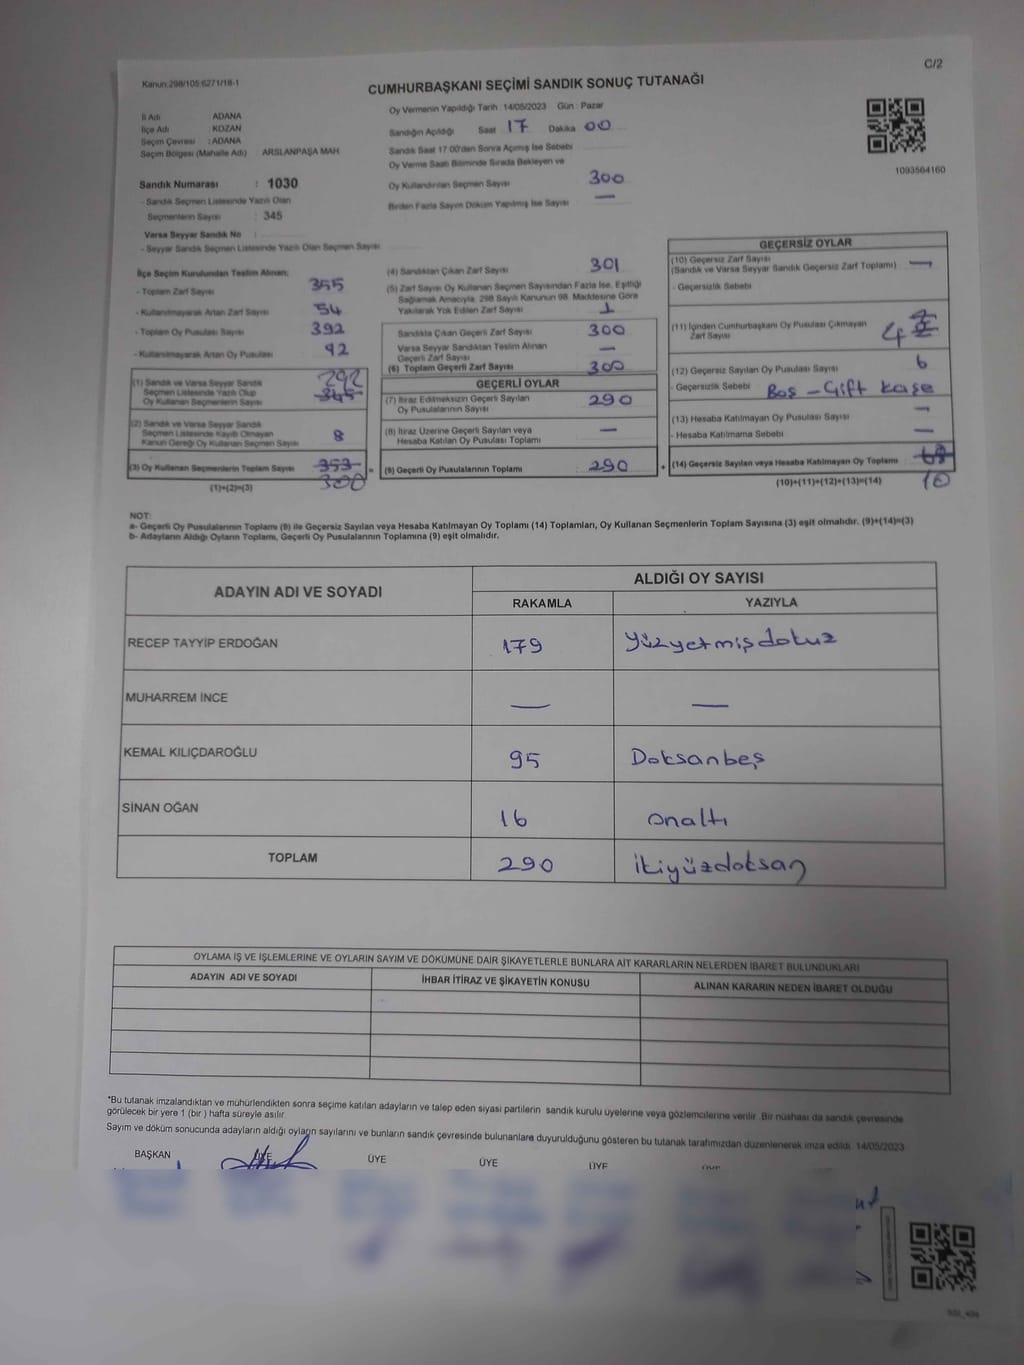 Kanun:298/105:6271/18-1
C/2
CUMHURBAŞKANI SEÇİMİ SANDIK SONUÇ TUTANAĞI
İl Adı ADANA
İlçe Adı KOZAN
Seçim Çevresi : ADANA
Seçim Bölgesi (Mahalle Adı) ARSLANPAŞA MAH
Sandık Numarası : 1030
- Sandık Seçmen Listesinde Yazılı Olan
Seçmenlerin Sayısı : 345
Varsa Seyyar Sandık No :
- Seyyar Sandık Seçmen Listesinde Yazılı Olan Seçmen Sayısı
Oy Vermenin Yapıldığı Tarih : 14/05/2023 Gün : Pazar
Sandığın Açıldığı Saat 17 Dakika 00
Sandık Saat 17:00'den Sonra Açılmış İse Sebebi
Oy Verme Saati Bitiminde Sırada Bekleyen ve
Oy Kullandırılan Seçmen Sayısı 300
Birden Fazla Sayım Döküm Yapılmış İse Sayısı —
1093564160
İlçe Seçim Kurulundan Teslim Alınan;
- Toplam Zarf Sayısı 355
- Kullanılmayarak Artan Zarf Sayısı 54
- Toplam Oy Pusulası Sayısı 392
- Kullanılmayarak Artan Oy Pusulası 92
(1) Sandık ve Varsa Seyyar Sandık
Seçmen Listesinde Yazılı Olup
Oy Kullanan Seçmenlerin Sayısı 292 345
(2) Sandık ve Varsa Seyyar Sandık
Seçmen Listesinde Kayıtlı Olmayan
Kanun Gereği Oy Kullanan Seçmen Sayısı 8
(3) Oy Kullanan Seçmenlerin Toplam Sayısı 353 300
(1)+(2)=(3)
(4) Sandıktan Çıkan Zarf Sayısı 301
(5) Zarf Sayısı Oy Kullanan Seçmen Sayısından Fazla İse, Eşitliği
Sağlamak Amacıyla, 298 Sayılı Kanunun 98. Maddesine Göre
Yakılarak Yok Edilen Zarf Sayısı 1
Sandıkta Çıkan Geçerli Zarf Sayısı 300
Varsa Seyyar Sandıktan Teslim Alınan
Geçerli Zarf Sayısı —
(6) Toplam Geçerli Zarf Sayısı 300
GEÇERLİ OYLAR
(7) İtiraz Edilmeksizin Geçerli Sayılan
Oy Pusulalarının Sayısı 290
(8) İtiraz Üzerine Geçerli Sayılan veya
Hesaba Katılan Oy Pusulası Toplamı —
= (9) Geçerli Oy Pusulalarının Toplamı 290
GEÇERSİZ OYLAR
(10) Geçersiz Zarf Sayısı
(Sandık ve Varsa Seyyar Sandık Geçersiz Zarf Toplamı) —
- Geçersizlik Sebebi
(11) İçinden Cumhurbaşkanı Oy Pusulası Çıkmayan
Zarf Sayısı 4
(12) Geçersiz Sayılan Oy Pusulası Sayısı 6
- Geçersizlik Sebebi Boş - Çift kaşe
(13) Hesaba Katılmayan Oy Pusulası Sayısı —
- Hesaba Katılmama Sebebi —
+ (14) Geçersiz Sayılan veya Hesaba Katılmayan Oy Toplamı 10
(10)+(11)+(12)+(13)=(14)
NOT:
a- Geçerli Oy Pusulalarının Toplamı (9) ile Geçersiz Sayılan veya Hesaba Katılmayan Oy Toplamı (14) Toplamları, Oy Kullanan Seçmenlerin Toplam Sayısına (3) eşit olmalıdır. (9)+(14)=(3)
b- Adayların Aldığı Oyların Toplamı, Geçerli Oy Pusulalarının Toplamına (9) eşit olmalıdır.
ADAYIN ADI VE SOYADI ALDIĞI OY SAYISI
RAKAMLA YAZIYLA
RECEP TAYYİP ERDOĞAN 179 yüzyetmişdokuz
MUHARREM İNCE — —
KEMAL KILIÇDAROĞLU 95 Doksanbeş
SİNAN OĞAN 16 onaltı
TOPLAM 290 ikiyüzdoksan
OYLAMA İŞ VE İŞLEMLERİNE VE OYLARIN SAYIM VE DÖKÜMÜNE DAİR ŞİKAYETLERLE BUNLARA AİT KARARLARIN NELERDEN İBARET BULUNDUKLARI
ADAYIN ADI VE SOYADI İHBAR İTİRAZ VE ŞİKAYETİN KONUSU ALINAN KARARIN NEDEN İBARET OLDUĞU
*Bu tutanak imzalandıktan ve mühürlendikten sonra seçime katılan adayların ve talep eden siyasi partilerin sandık kurulu üyelerine veya gözlemcilerine verilir. Bir nüshası da sandık çevresinde
görülecek bir yere 1 (bir ) hafta süreyle asılır.
Sayım ve döküm sonucunda adayların aldığı oyların sayılarını ve bunların sandık çevresinde bulunanlara duyurulduğunu gösteren bu tutanak tarafımızdan düzenlenerek imza edildi. 14/05/2023
BAŞKAN ÜYE ÜYE ÜYE ÜYE